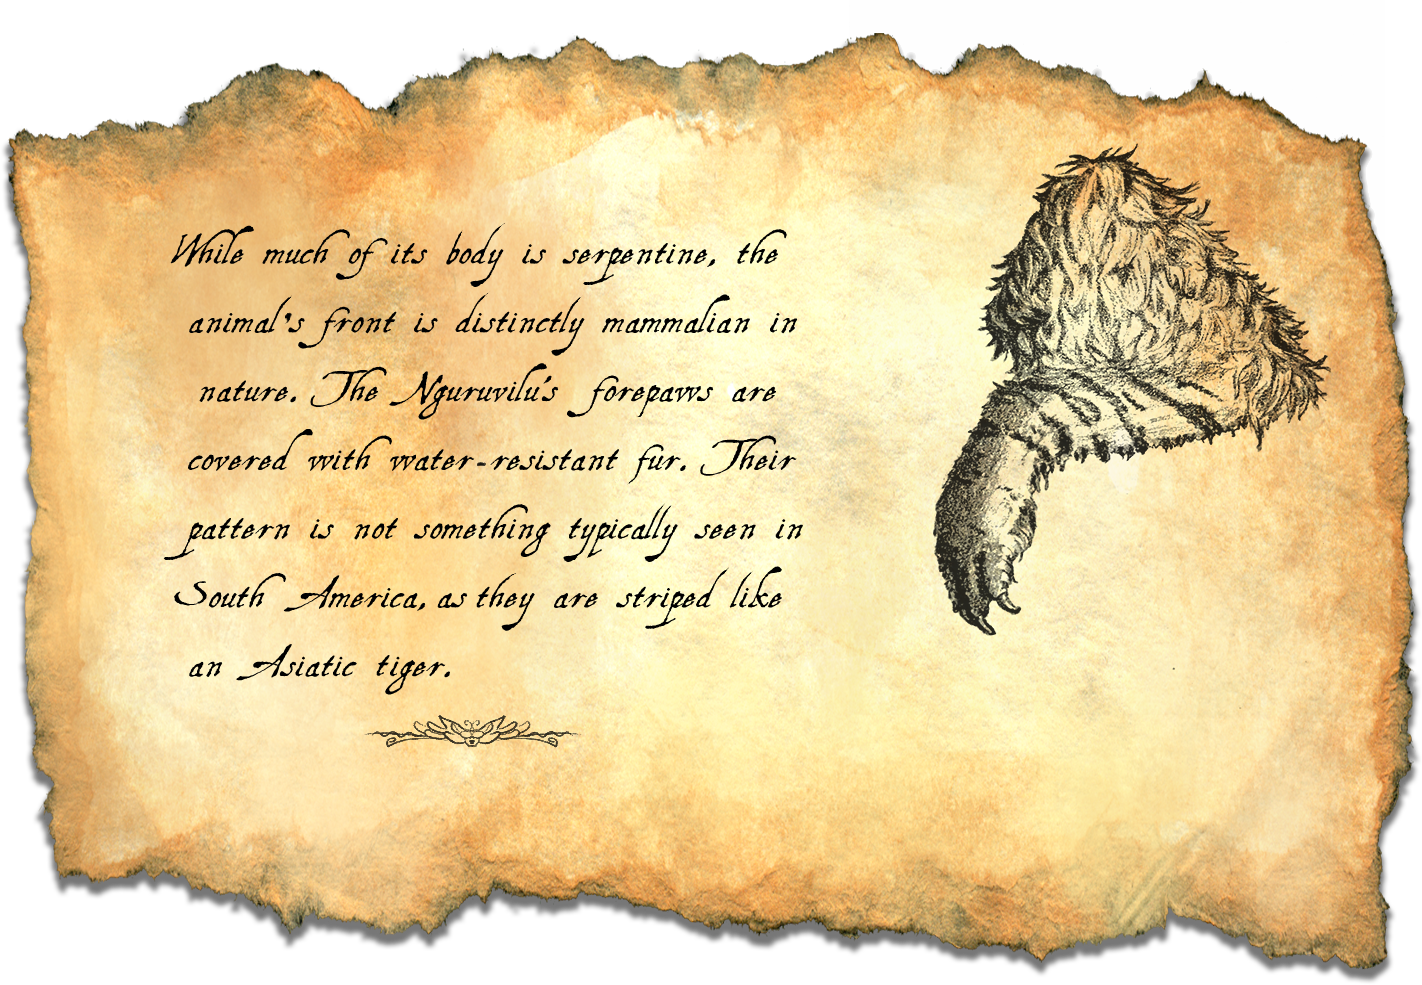 While much of its body is serpentine, the
animal's front is distinctly mammalian in
nature. The Nguruvilu's forepaws are
covered with water-resistant fur. Their
pattern is not something typically seen in
South America, as they are striped like
an Asiatic tiger.